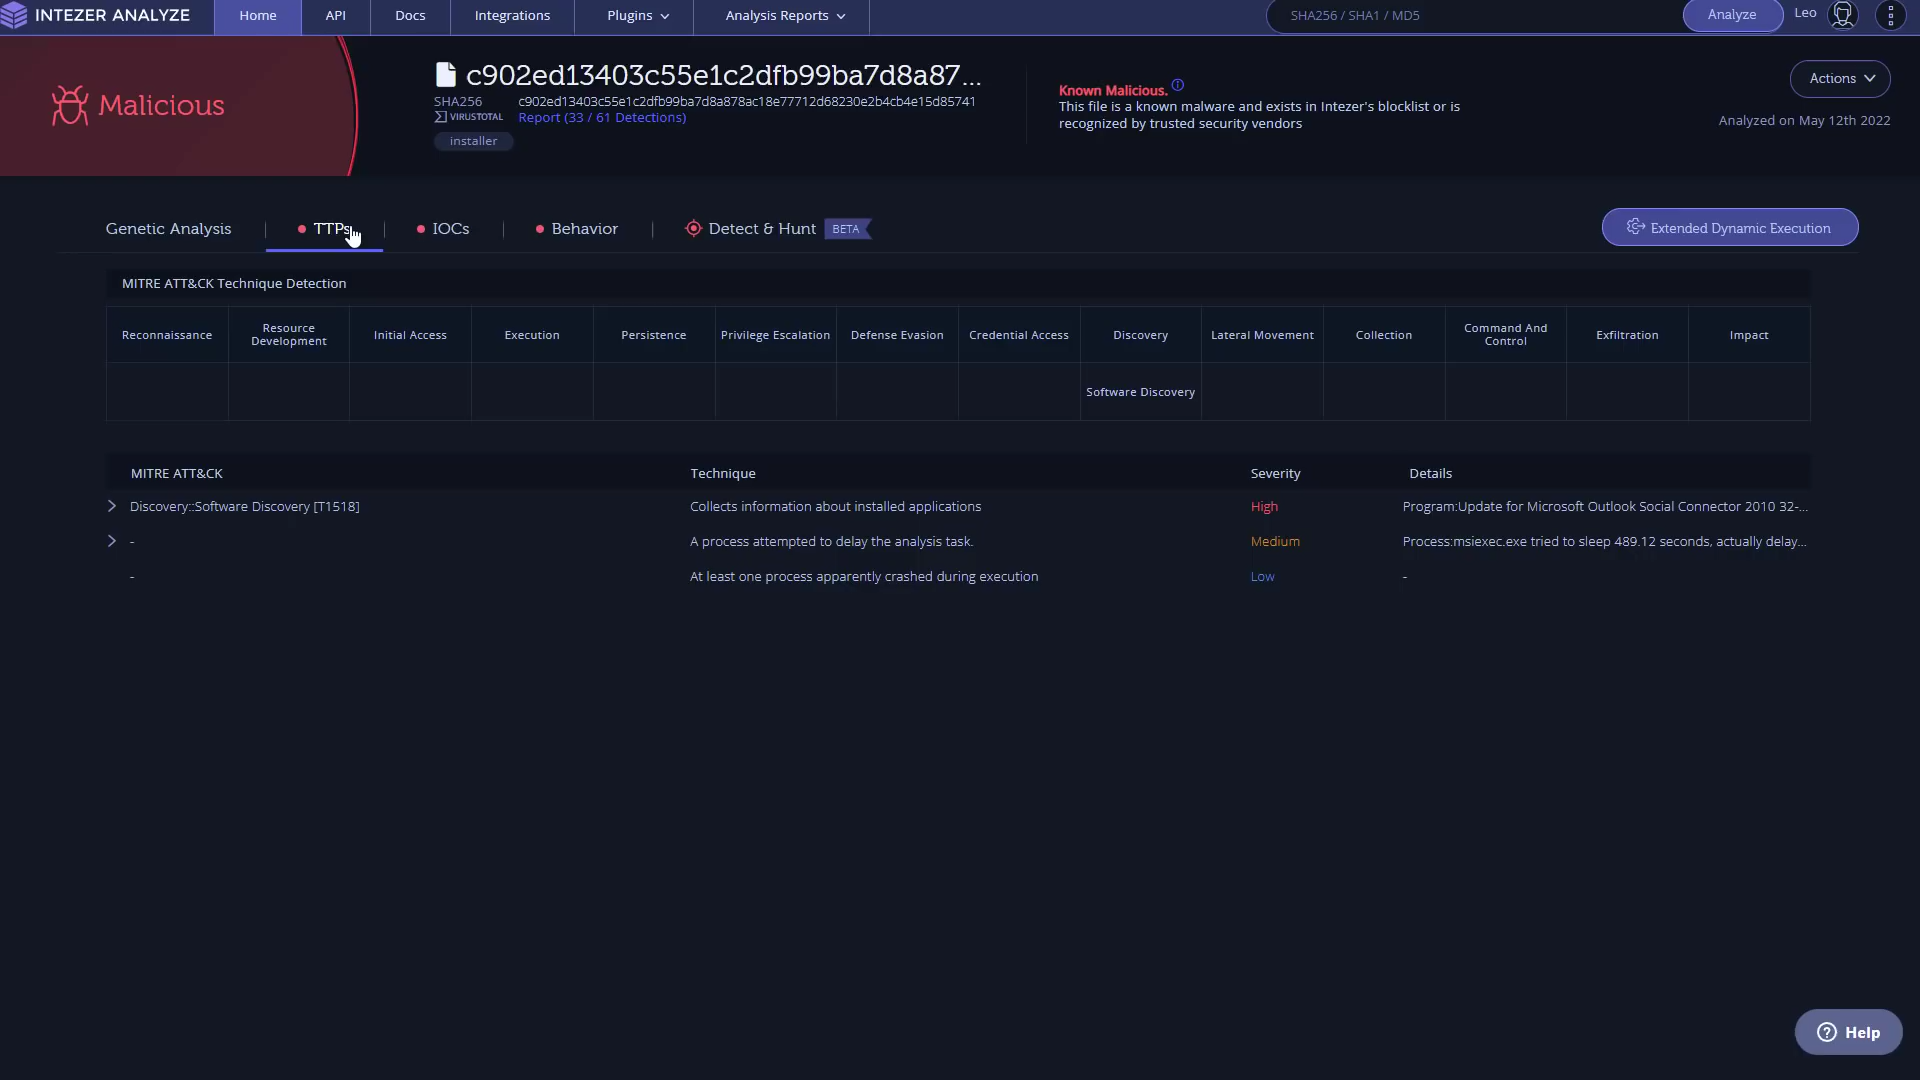 INTEZER ANALYZE
Home
API
Docs
Integrations
Plugins
Analysis Reports
SHA256 / SHA1 / MD5
Analyze
Leo
Malicious
c902ed13403c55e1c2dfb99ba7d8a87...
SHA256 c902ed13403c55e1c2dfb99ba7d8a878ac18e77712d68230e2b4cb4e15d85741
VIRUSTOTAL Report (33 / 61 Detections)
installer
Known Malicious.
This file is a known malware and exists in Intezer's blocklist or is
recognized by trusted security vendors
Actions
Analyzed on May 12th 2022
Genetic Analysis
TTPs
IOCs
Behavior
Detect & Hunt BETA
Extended Dynamic Execution
MITRE ATT&CK Technique Detection
Reconnaissance
Resource
Development
Initial Access
Execution
Persistence
Privilege Escalation
Defense Evasion
Credential Access
Discovery
Lateral Movement
Collection
Command And
Control
Exfiltration
Impact
Software Discovery
MITRE ATT&CK Technique Severity Details
Discovery::Software Discovery [T1518] Collects information about installed applications High Program:Update for Microsoft Outlook Social Connector 2010 32-...
- A process attempted to delay the analysis task. Medium Process:msiexec.exe tried to sleep 489.12 seconds, actually delay...
- At least one process apparently crashed during execution Low -
Help